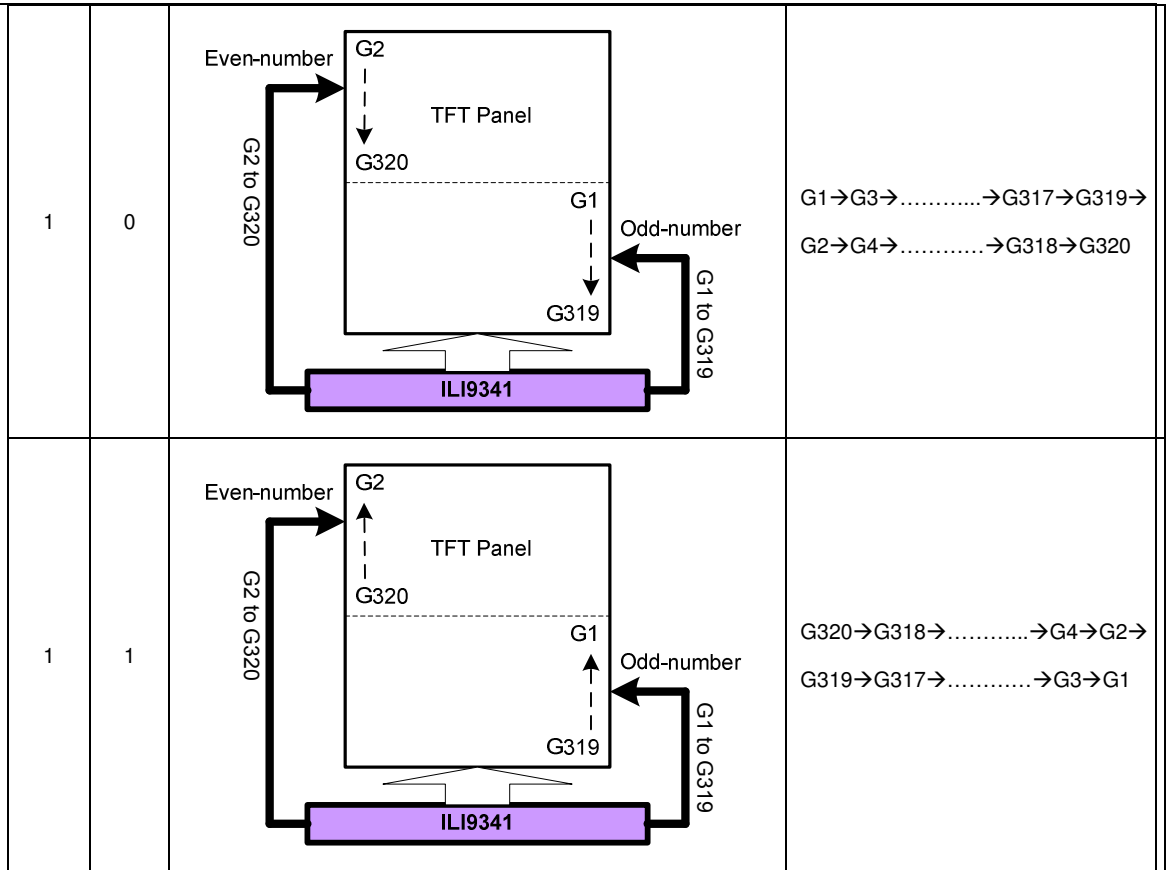 1
0
Even-number
G2
TFT Panel
G320
G2 to G320
G1
Odd-number
G319
G1 to G319
ILI9341
G1→G3→………...→G317→G319→
G2→G4→…………→G318→G320
1
1
Even-number
G2
TFT Panel
G320
G2 to G320
G1
Odd-number
G319
G1 to G319
ILI9341
G320→G318→………...→G4→G2→
G319→G317→…………→G3→G1